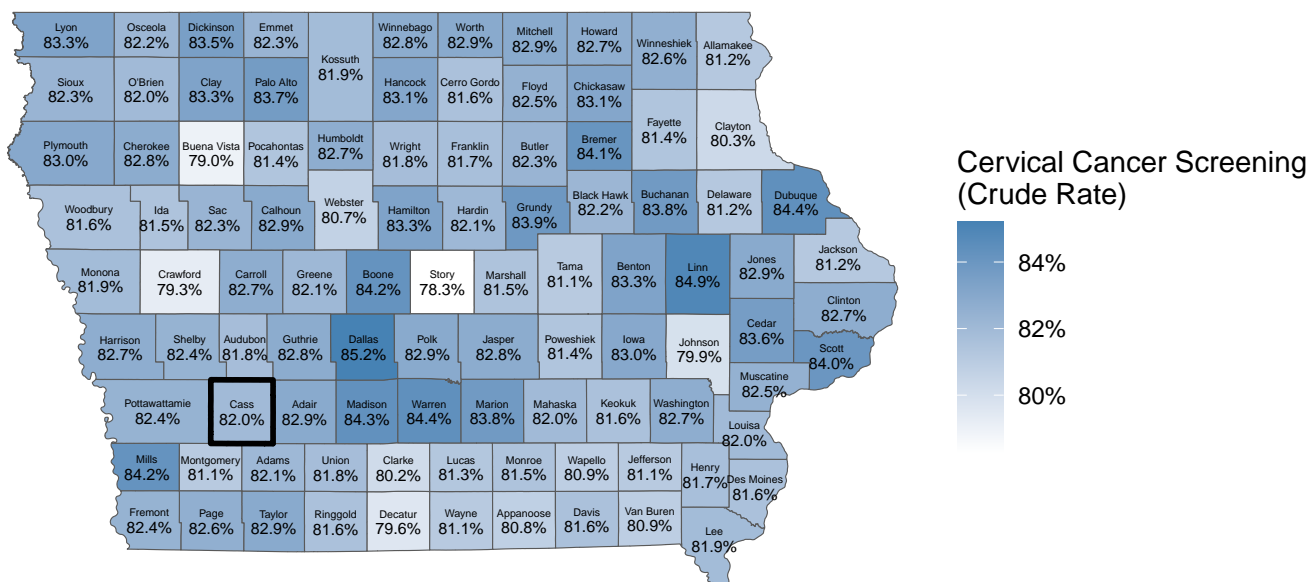 Lyon
83.3%
Osceola
82.2%
Dickinson
83.5%
Emmet
82.3%
Kossuth
81.9%
Winnebago
82.8%
Worth
82.9%
Mitchell
82.9%
Howard
82.7%
Winneshiek
82.6%
Allamakee
81.2%
Sioux
82.3%
O'Brien
82.0%
Clay
83.3%
Palo Alto
83.7%
Hancock
83.1%
Cerro Gordo
81.6%
Floyd
82.5%
Chickasaw
83.1%
Fayette
81.4%
Clayton
80.3%
Plymouth
83.0%
Cherokee
82.8%
Buena Vista
79.0%
Pocahontas
81.4%
Humboldt
82.7%
Wright
81.8%
Franklin
81.7%
Butler
82.3%
Bremer
84.1%
Woodbury
81.6%
Ida
81.5%
Sac
82.3%
Calhoun
82.9%
Webster
80.7%
Hamilton
83.3%
Hardin
82.1%
Grundy
83.9%
Black Hawk
82.2%
Buchanan
83.8%
Delaware
81.2%
Dubuque
84.4%
Monona
81.9%
Crawford
79.3%
Carroll
82.7%
Greene
82.1%
Boone
84.2%
Story
78.3%
Marshall
81.5%
Tama
81.1%
Benton
83.3%
Linn
84.9%
Jones
82.9%
Jackson
81.2%
Clinton
82.7%
Harrison
82.7%
Shelby
82.4%
Audubon
81.8%
Guthrie
82.8%
Dallas
85.2%
Polk
82.9%
Jasper
82.8%
Poweshiek
81.4%
Iowa
83.0%
Johnson
79.9%
Cedar
83.6%
Scott
84.0%
Muscatine
82.5%
Pottawattamie
82.4%
Cass
82.0%
Adair
82.9%
Madison
84.3%
Warren
84.4%
Marion
83.8%
Mahaska
82.0%
Keokuk
81.6%
Washington
82.7%
Louisa
82.0%
Mills
84.2%
Montgomery
81.1%
Adams
82.1%
Union
81.8%
Clarke
80.2%
Lucas
81.3%
Monroe
81.5%
Wapello
80.9%
Jefferson
81.1%
Henry
81.7%
Des Moines
81.6%
Fremont
82.4%
Page
82.6%
Taylor
82.9%
Ringgold
81.6%
Decatur
79.6%
Wayne
81.1%
Appanoose
80.8%
Davis
81.6%
Van Buren
80.9%
Lee
81.9%
Cervical Cancer Screening
(Crude Rate)
84%
82%
80%